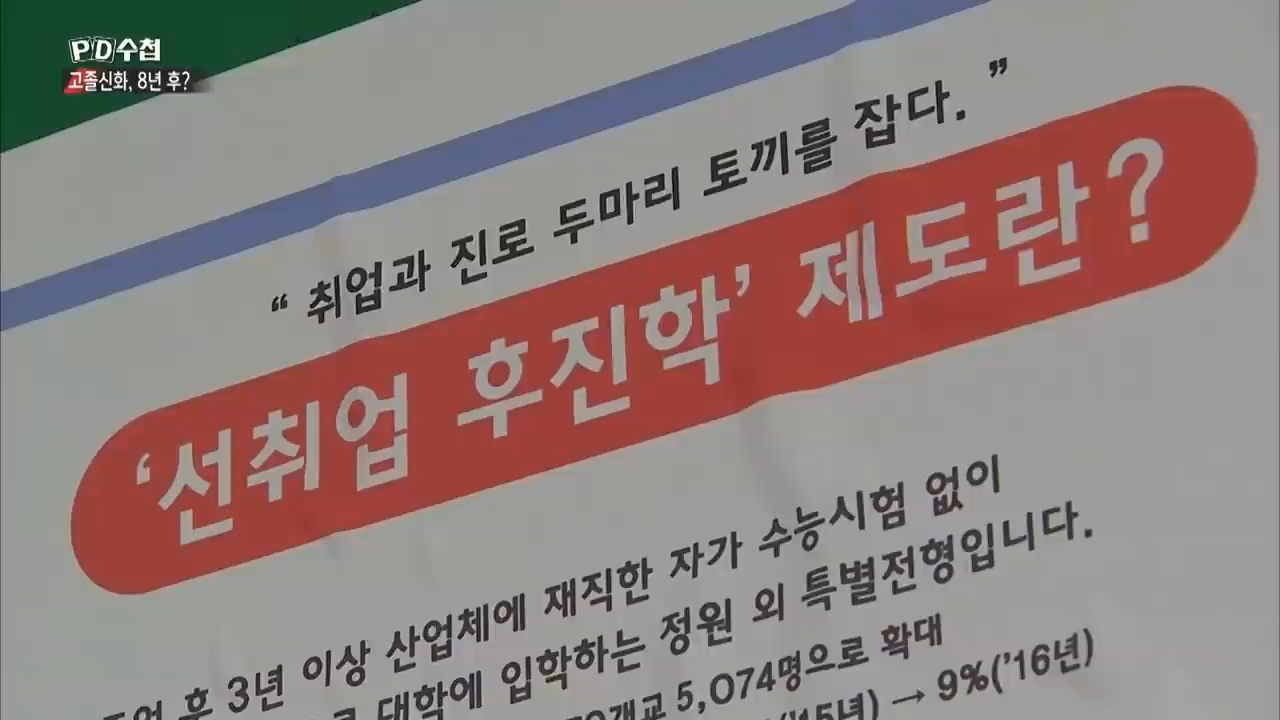 PD수첩
고졸신화, 8년 후?
“ 취업과 진로 두마리 토끼를 잡다. ”
‘선취업 후진학’ 제도란?
후 3년 이상 산업체에 재직한 자가 수능시험 없이
대학에 입학하는 정원 외 특별전형입니다.
5,074명으로 확대
('15년) → 9%('16년)